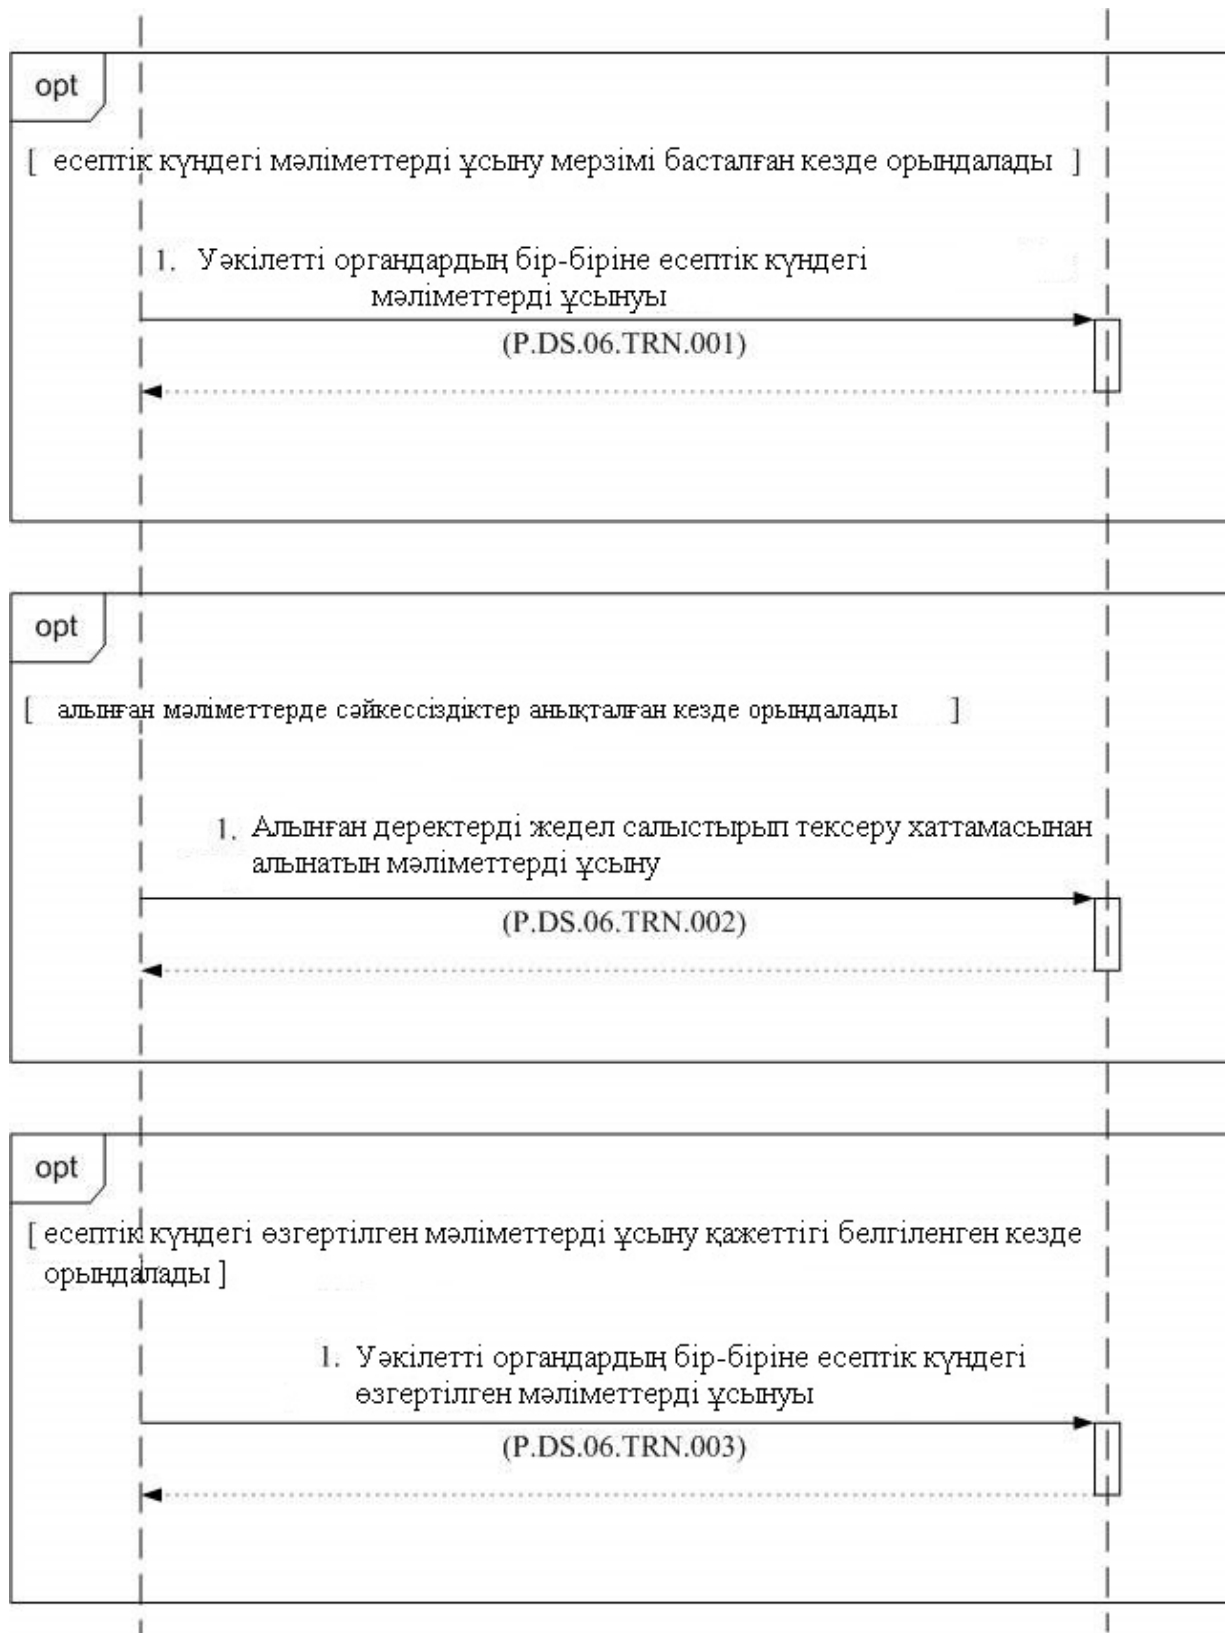 opt
[ есептік күндегі мәліметтерді ұсыну мерзімі басталған кезде орындалады ]
1. Уәкілетті органдардың бір-біріне есептік күндегі
мәліметтерді ұсынуы
(P.DS.06.TRN.001)
opt
[ алынған мәліметтерде сәйкессіздіктер анықталған кезде орындалады ]
1. Алынған деректерді жедел салыстырып тексеру хаттамасынан
алынатын мәліметтерді ұсыну
(P.DS.06.TRN.002)
opt
[ есептік күндегі өзгертілген мәліметтерді ұсыну қажеттігі белгіленген кезде
орындалады ]
1. Уәкілетті органдардың бір-біріне есептік күндегі
өзгертілген мәліметтерді ұсынуы
(P.DS.06.TRN.003)